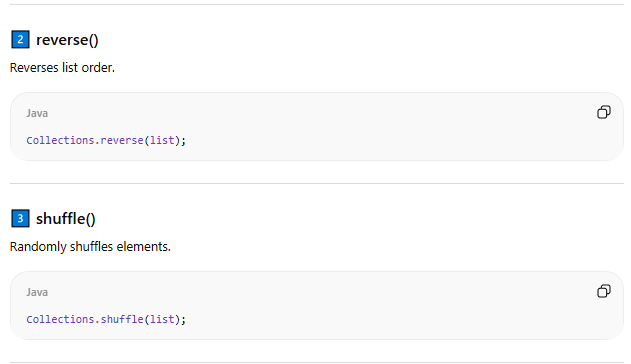 2 reverse()
Reverses list order.
Java
Collections.reverse(list);
3 shuffle()
Randomly shuffles elements.
Java
Collections.shuffle(list);